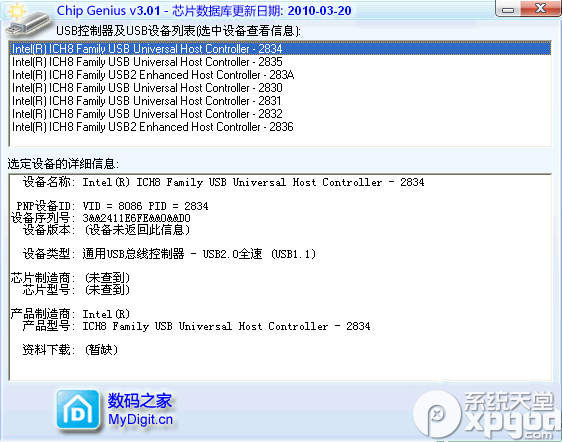 Chip Genius v3.01 - 芯片数据库更新日期: 2010-03-20
USB控制器及USB设备列表(选中设备查看信息):
Intel(R) ICH8 Family USB Universal Host Controller - 2834
Intel(R) ICH8 Family USB Universal Host Controller - 2835
Intel(R) ICH8 Family USB2 Enhanced Host Controller - 283A
Intel(R) ICH8 Family USB Universal Host Controller - 2830
Intel(R) ICH8 Family USB Universal Host Controller - 2831
Intel(R) ICH8 Family USB Universal Host Controller - 2832
Intel(R) ICH8 Family USB2 Enhanced Host Controller - 2836
选定设备的详细信息:
设备名称: Intel(R) ICH8 Family USB Universal Host Controller - 2834
PNP设备ID: VID = 8086 PID = 2834
设备序列号: 3&&2411E6FE&&0&&D0
设备版本: (设备未返回此信息)
设备类型: 通用USB总线控制器 - USB2.0全速 (USB1.1)
芯片制造商: (未查到)
芯片型号: (未查到)
产品制造商: Intel(R)
产品型号: ICH8 Family USB Universal Host Controller - 2834
资料下载: (暂缺)
数码之家
MyDigit.cn
系统天堂